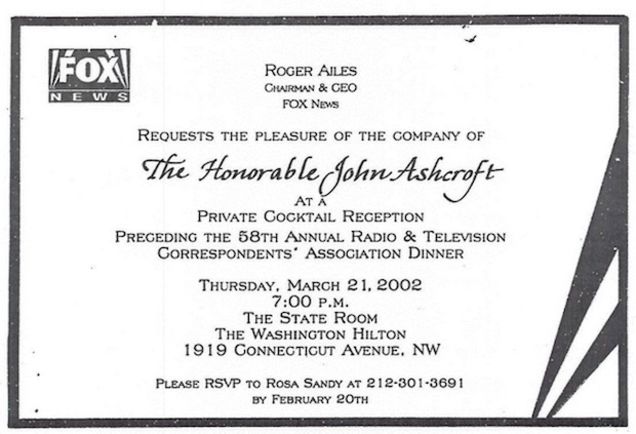 FOX
NEWS
ROGER AILES
CHAIRMAN & CEO
FOX NEWS
REQUESTS THE PLEASURE OF THE COMPANY OF
The Honorable John Ashcroft
AT A
PRIVATE COCKTAIL RECEPTION
PRECEDING THE 58TH ANNUAL RADIO & TELEVISION
CORRESPONDENTS' ASSOCIATION DINNER
THURSDAY, MARCH 21, 2002
7:00 P.M.
THE STATE ROOM
THE WASHINGTON HILTON
1919 CONNECTICUT AVENUE, NW
PLEASE RSVP TO ROSA SANDY AT 212-301-3691
BY FEBRUARY 20TH